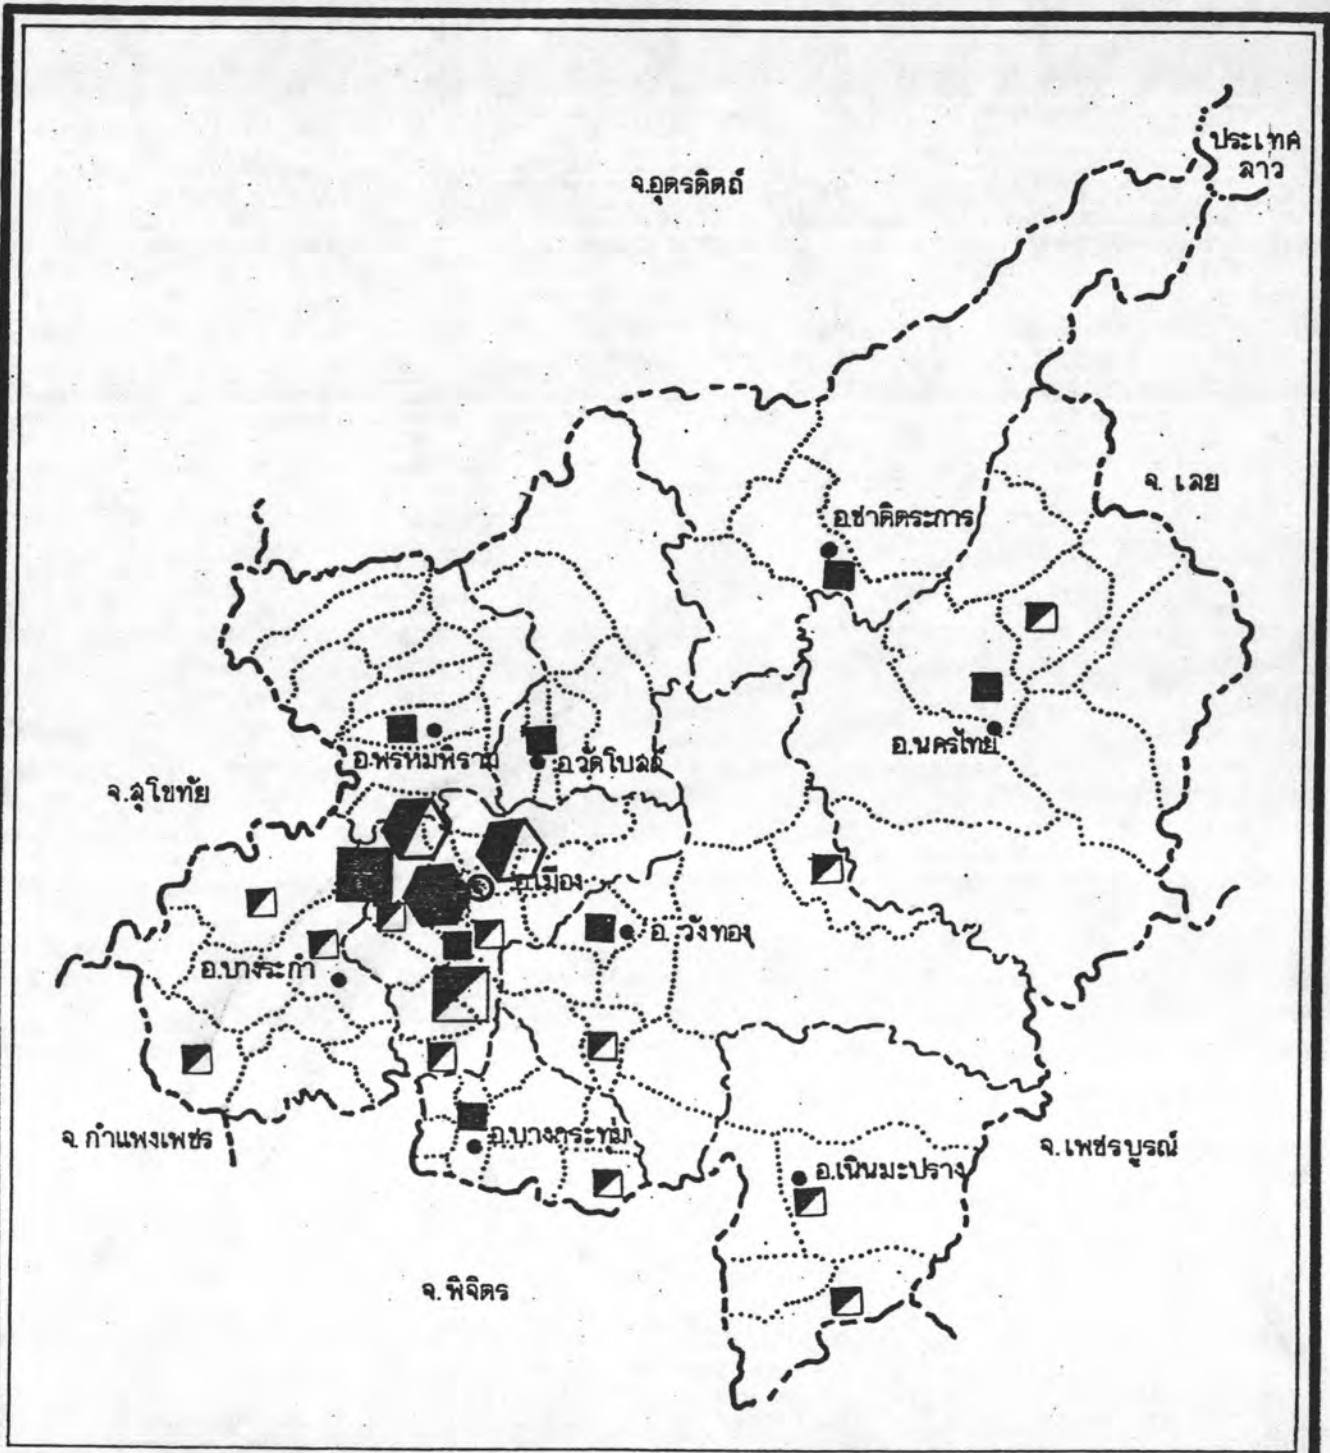 ประเทศ
ลาว
จ.อุตรดิตถ์
จ. เลย
อ.ชาติตระการ
อ.นครไทย
อ.พรหมพิราม
อ.วัดโบสถ์
จ.สุโขทัย
อ.เมือง
อ. วังทอง
อ.บางระกำ
จ. กำแพงเพชร
อ.บางกระทุ่ม
จ. เพชรบูรณ์
อ.เนินมะปราง
จ. พิจิตร